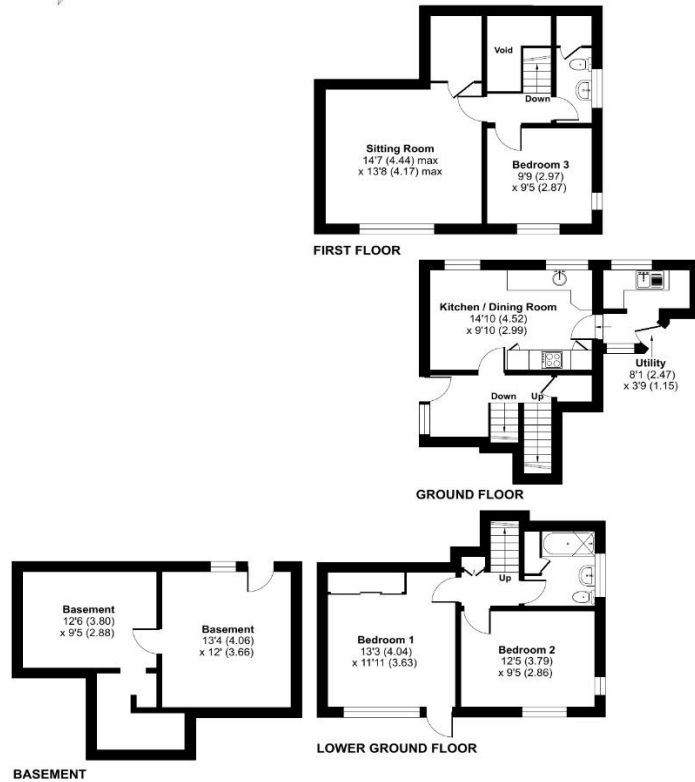 Void
Down
Sitting Room
14'7 (4.44) max
x 13'8 (4.17) max
Bedroom 3
9'9 (2.97)
x 9'5 (2.87)
FIRST FLOOR
Kitchen / Dining Room
14'10 (4.52)
x 9'10 (2.99)
Utility
8'1 (2.47)
x 3'9 (1.15)
Down
Up
GROUND FLOOR
Up
Basement
12'6 (3.80)
x 9'5 (2.88)
Basement
13'4 (4.06)
x 12' (3.66)
Bedroom 1
13'3 (4.04)
x 11'11 (3.63)
Bedroom 2
12'5 (3.79)
x 9'5 (2.86)
LOWER GROUND FLOOR
BASEMENT